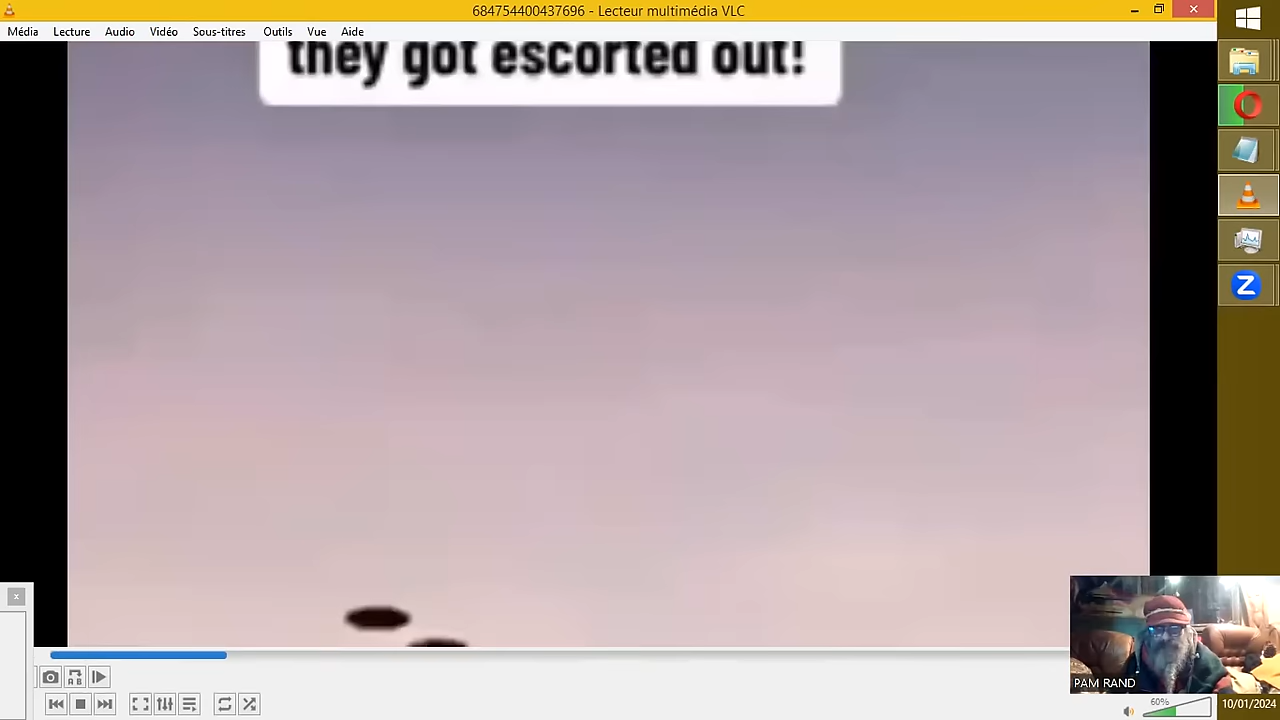 684754400437696 - Lecteur multimédia VLC
Média Lecture Audio Vidéo Sous-titres Outils Vue Aide
they got escorted out!
PAM RAND
60%
10/01/2024